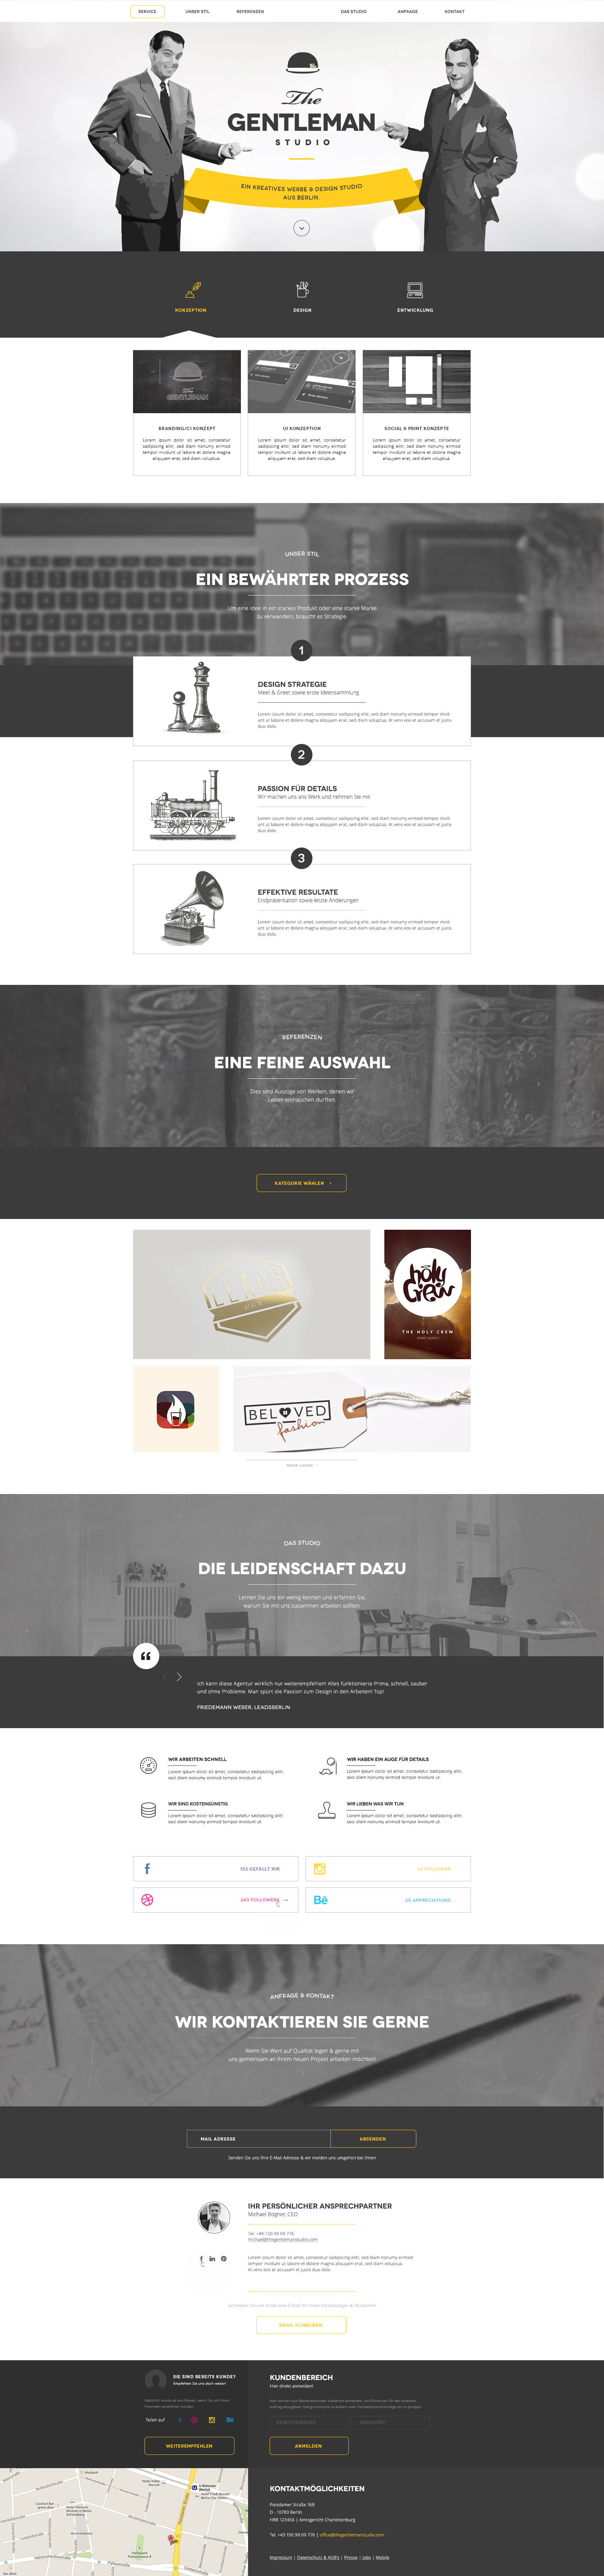 SERVICE
UNSER STIL
REFERENZEN
DAS STUDIO
ANFRAGE
KONTAKT
The
GENTLEMAN
STUDIO
EIN KREATIVES WERBE & DESIGN STUDIO
AUS BERLIN.
KONZEPTION
DESIGN
ENTWICKLUNG
The
GENTLEMAN
BRANDING/CI KONZEPT
Lorem ipsum dolor sit amet, consetetur
sadipscing elitr, sed diam nonumy eirmod
tempor invidunt ut labore et dolore magna
aliquyam erat, sed diam voluptua.
UI KONZEPTION
Lorem ipsum dolor sit amet, consetetur
sadipscing elitr, sed diam nonumy eirmod
tempor invidunt ut labore et dolore magna
aliquyam erat, sed diam voluptua.
SOCIAL & PRINT KONZEPTE
Lorem ipsum dolor sit amet, consetetur
sadipscing elitr, sed diam nonumy eirmod
tempor invidunt ut labore et dolore magna
aliquyam erat, sed diam voluptua.
UNSER STIL
EIN BEWÄHRTER PROZESS
Um eine Idee in ein starkes Produkt oder eine starke Marke
zu verwandeln, braucht es Strategie.
1
DESIGN STRATEGIE
Meet & Greet sowie erste Ideensammlung
Lorem ipsum dolor sit amet, consetetur sadipscing elitr, sed diam nonumy eirmod tempor invid-
unt ut labore et dolore magna aliquyam erat, sed diam voluptua. At vero eos et accusam et justo
duo dolo.
2
PASSION FÜR DETAILS
Wir machen uns ans Werk und nehmen Sie mit
Lorem ipsum dolor sit amet, consetetur sadipscing elitr, sed diam nonumy eirmod tempor invid-
unt ut labore et dolore magna aliquyam erat, sed diam voluptua. At vero eos et accusam et justo
duo dolo.
3
EFFEKTIVE RESULTATE
Endpräsentation sowie letzte Änderungen
Lorem ipsum dolor sit amet, consetetur sadipscing elitr, sed diam nonumy eirmod tempor invid-
unt ut labore et dolore magna aliquyam erat, sed diam voluptua. At vero eos et accusam et justo
duo dolo.
REFERENZEN
EINE FEINE AUSWAHL
Dies sind Auszüge von Werken, denen wir
Leben einhauchen durften.
KATEGORIE WÄHLEN
LEADS!
BERLIN
holy
Crew
THE HOLY CREW
BELOVED
fashion
MEHR LADEN
DAS STUDIO
DIE LEIDENSCHAFT DAZU
Lernen Sie uns ein wenig kennen und erfahren Sie,
warum Sie mit uns zusammen arbeiten sollten.
Ich kann diese Agentur wirklich nur weiterempfehlen! Alles funktionierte Prima, schnell, sauber
und ohne Probleme. Man spürt die Passion zum Design in den Arbeiten! Top!
FRIEDEMANN WEBER, LEADSBERLIN
WIR ARBEITEN SCHNELL
Lorem ipsum dolor sit amet, consetetur sadipscing elitr,
sed diam nonumy eirmod tempor invidunt ut.
WIR HABEN EIN AUGE FÜR DETAILS
Lorem ipsum dolor sit amet, consetetur sadipscing elitr,
sed diam nonumy eirmod tempor invidunt ut.
WIR SIND KOSTENGÜNSTIG
Lorem ipsum dolor sit amet, consetetur sadipscing elitr,
sed diam nonumy eirmod tempor invidunt ut.
WIR LIEBEN WAS WIR TUN
Lorem ipsum dolor sit amet, consetetur sadipscing elitr,
sed diam nonumy eirmod tempor invidunt ut.
132 GEFÄLLT MIR
FOLLOWER
243 FOLLOWERS →
Bē
20 APPRECIATIONS
ANFRAGE & KONTAKT
WIR KONTAKTIEREN SIE GERNE
Wenn Sie Wert auf Qualität legen & gerne mit
uns gemeinsam an Ihrem neuen Projekt arbeiten möchten!
MAIL ADRESSE
ABSENDEN
Senden Sie uns Ihre E-Mail Adresse & wir melden uns umgehen bei Ihnen.
IHR PERSÖNLICHER ANSPRECHPARTNER
Michael Bogner, CEO
Tel. +49 150 99 09 776
michael@thegentlemanstudio.com
Lorem ipsum dolor sit amet, consetetur sadipscing elitr, sed diam nonumy eirmod
tempor invidunt ut labore et dolore magna aliquyam erat, sed diam voluptua.
At vero eos et accusam et justo duo dolo.
Schreiben Sie uns direkt eine E-Mail mit Ihren Vorstellungen & Wünschen!
EMAIL SCHREIBEN
SIE SIND BEREITS KUNDE?
Empfehlen Sie uns doch weiter!
Natürlich würde es uns freuen, wenn Sie uns Ihren
Freunden empfehlen würden.
Teilen auf
Bē
WEITEREMPFEHLEN
KUNDENBEREICH
Hier direkt anmelden!
BENUTZERNAME
PASSWORT
ANMELDEN
KONTAKTMÖGLICHKEITEN
Potsdamer Straße 168
D - 10783 Berlin
HRB 123456 | Amtsgericht Charlottenburg
Tel. +43 150 99 09 776 | office@thegentlemanstudio.com
Impressum | Datenschutz & AGB's | Presse | Jobs | Mobile